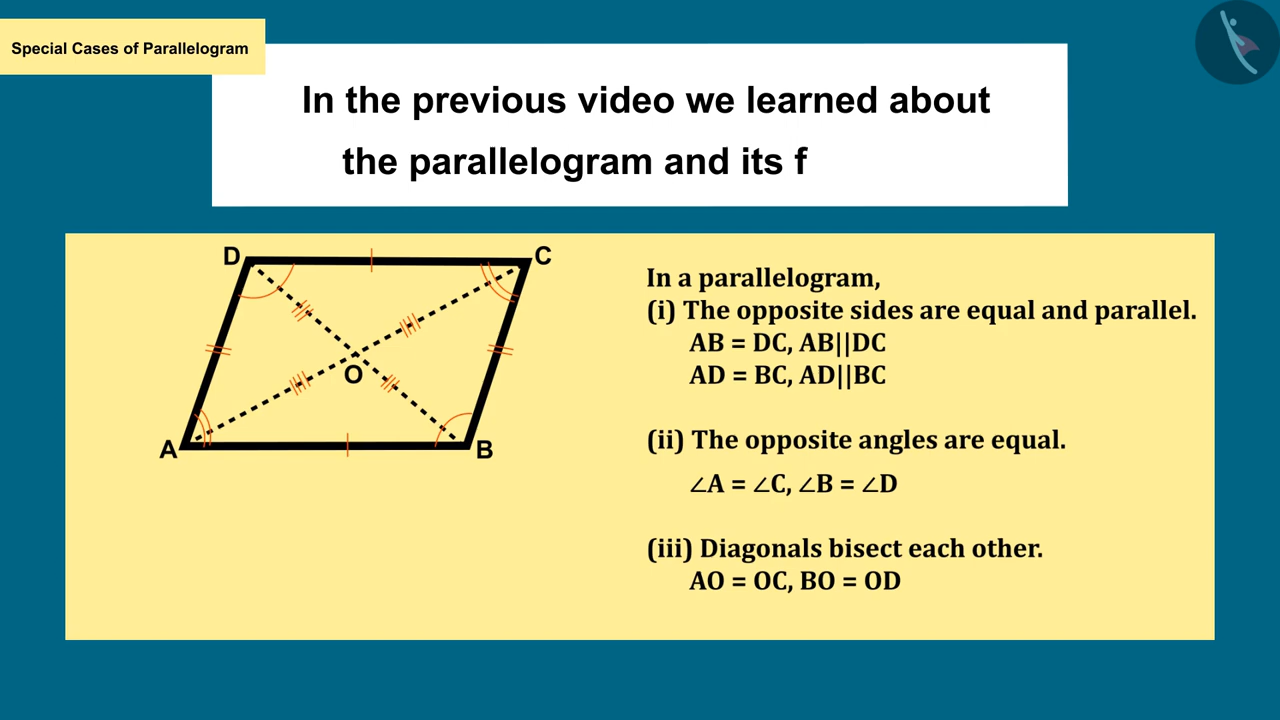 Special Cases of Parallelogram
In the previous video we learned about
the parallelogram and its f
D
C
O
A
B
In a parallelogram,
(i) The opposite sides are equal and parallel.
AB = DC, AB||DC
AD = BC, AD||BC
(ii) The opposite angles are equal.
∠A = ∠C, ∠B = ∠D
(iii) Diagonals bisect each other.
AO = OC, BO = OD